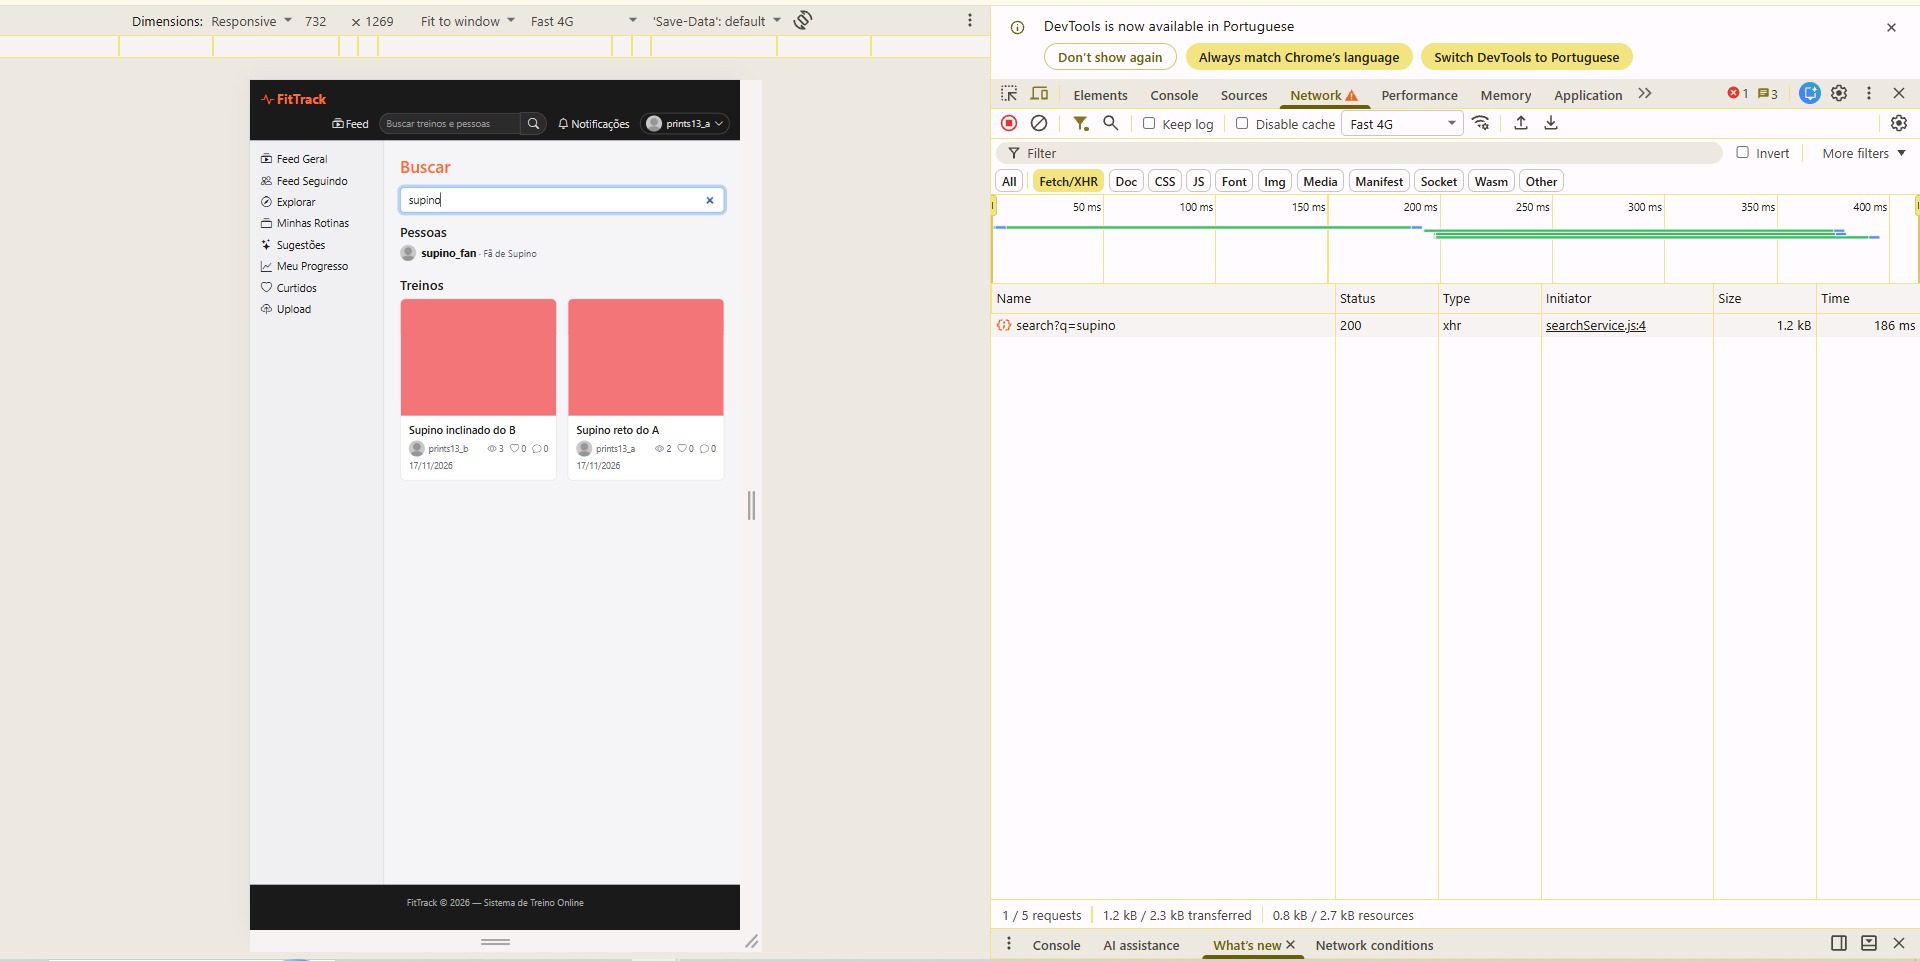 Dimensions: Responsive 732 × 1269 Fit to window Fast 4G 'Save-Data': default
FitTrack
Feed Buscar treinos e pessoas Notificações prints13_a
Feed Geral
Feed Seguindo
Explorar
Minhas Rotinas
Sugestões
Meu Progresso
Curtidos
Upload
Buscar
supino
Pessoas
supino_fan · Fã de Supino
Treinos
Supino inclinado do B
prints13_b 3 0 0
17/11/2026
Supino reto do A
prints13_a 2 0 0
17/11/2026
FitTrack © 2026 — Sistema de Treino Online
DevTools is now available in Portuguese
Don't show again Always match Chrome's language Switch DevTools to Portuguese
Elements Console Sources Network Performance Memory Application 1 3
Keep log Disable cache Fast 4G
Filter Invert More filters
All Fetch/XHR Doc CSS JS Font Img Media Manifest Socket Wasm Other
50 ms 100 ms 150 ms 200 ms 250 ms 300 ms 350 ms 400 ms
Name Status Type Initiator Size Time
search?q=supino 200 xhr searchService.js:4 1.2 kB 186 ms
1 / 5 requests 1.2 kB / 2.3 kB transferred 0.8 kB / 2.7 kB resources
Console AI assistance What's new Network conditions